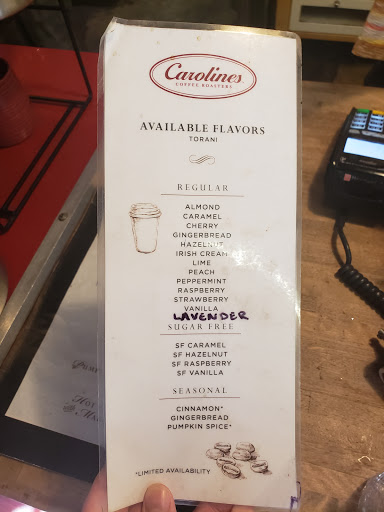 Carolines
COFFEE ROASTERS
AVAILABLE FLAVORS
TORANI
REGULAR
ALMOND
CARAMEL
CHERRY
GINGERBREAD
HAZELNUT
IRISH CREAM
LIME
PEACH
PEPPERMINT
RASPBERRY
STRAWBERRY
VANILLA
LAVENDER
SUGAR FREE
SF CARAMEL
SF HAZELNUT
SF RASPBERRY
SF VANILLA
SEASONAL
CINNAMON*
GINGERBREAD
PUMPKIN SPICE*
*LIMITED AVAILABILITY